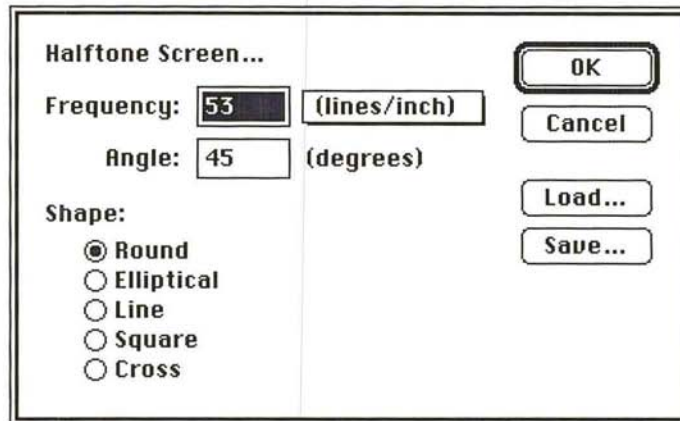 Halftone Screen...
Frequency: 53 (lines/inch)
Angle: 45 (degrees)
Shape:
Round
Elliptical
Line
Square
Cross
OK
Cancel
Load...
Save...